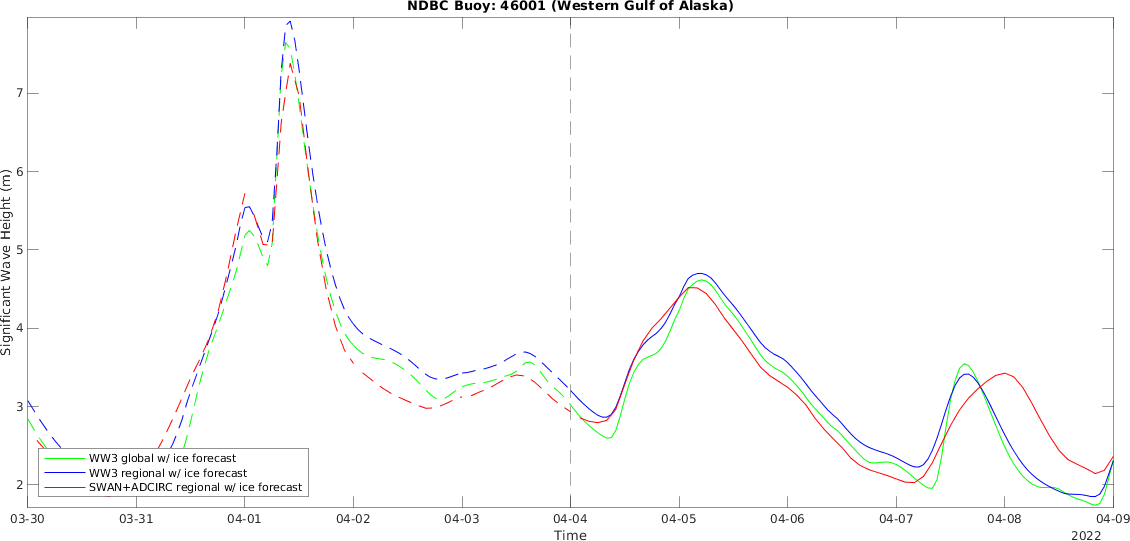 NDBC Buoy: 46001 (Western Gulf of Alaska)
Significant Wave Height (m)
7
6
5
4
3
2
WW3 global w/ ice forecast
WW3 regional w/ ice forecast
SWAN+ADCIRC regional w/ ice forecast
03-30 03-31 04-01 04-02 04-03 04-04 04-05 04-06 04-07 04-08 04-09
Time
2022